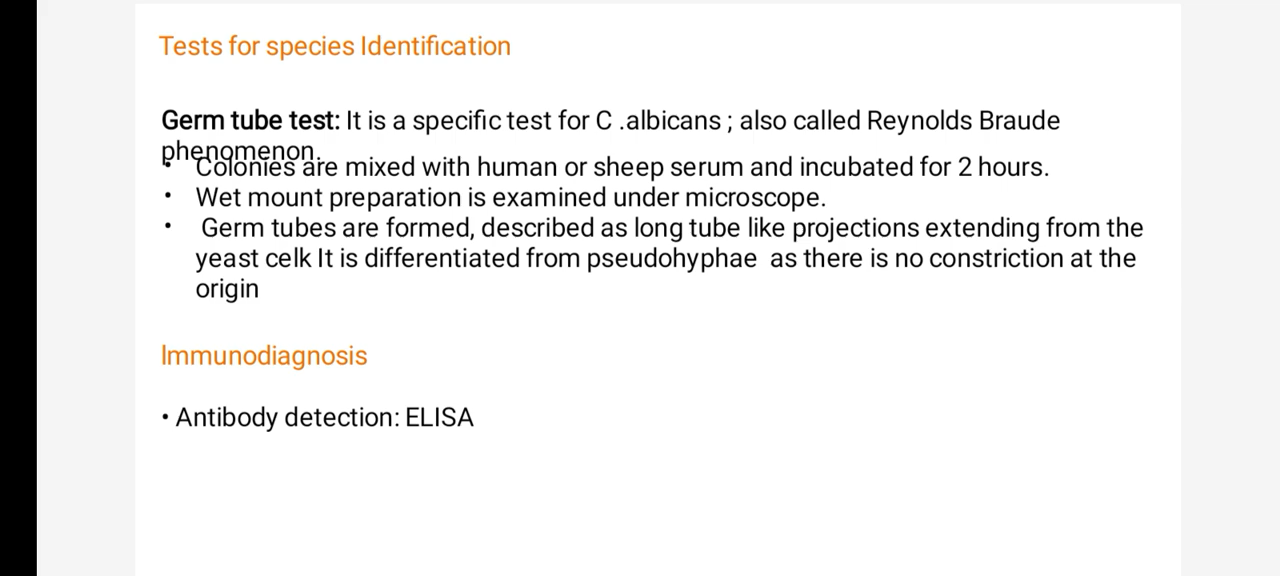 Tests for species Identification
Germ tube test: It is a specific test for C .albicans ; also called Reynolds Braude
phenomenon.
• Colonies are mixed with human or sheep serum and incubated for 2 hours.
• Wet mount preparation is examined under microscope.
• Germ tubes are formed, described as long tube like projections extending from the
yeast celk It is differentiated from pseudohyphae as there is no constriction at the
origin
Immunodiagnosis
• Antibody detection: ELISA